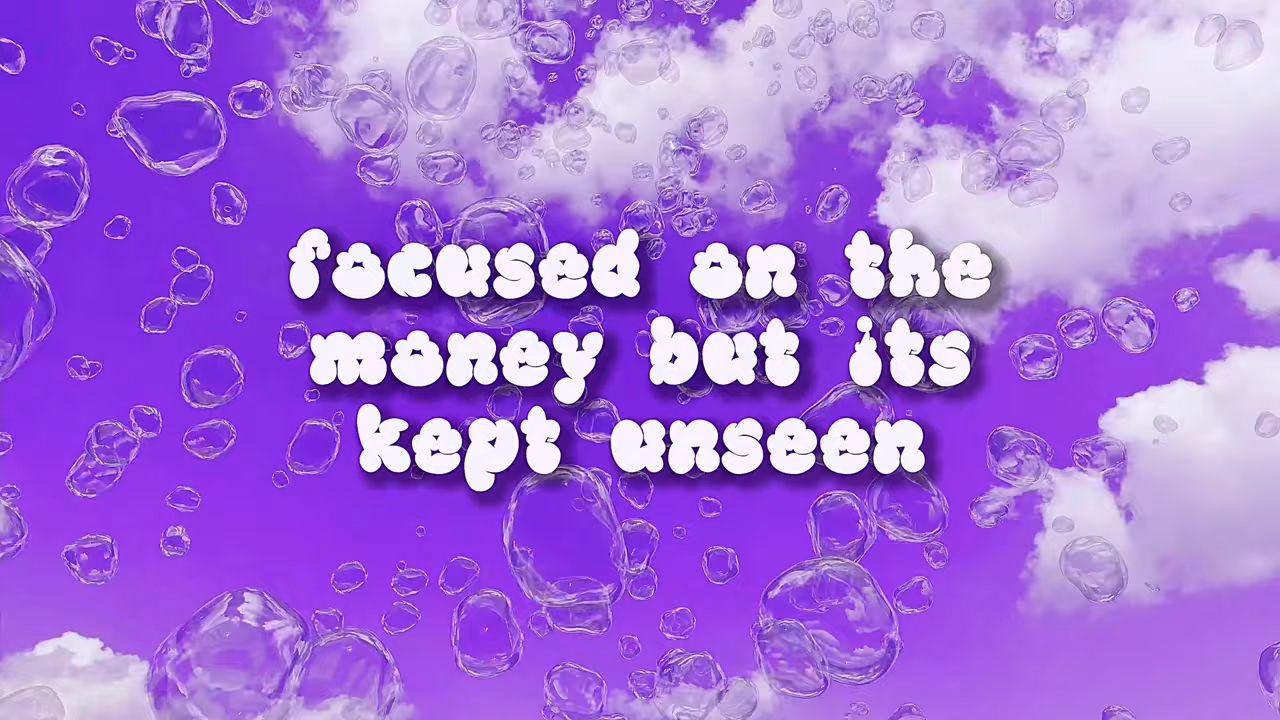 focused on the
money but its
kept unseen